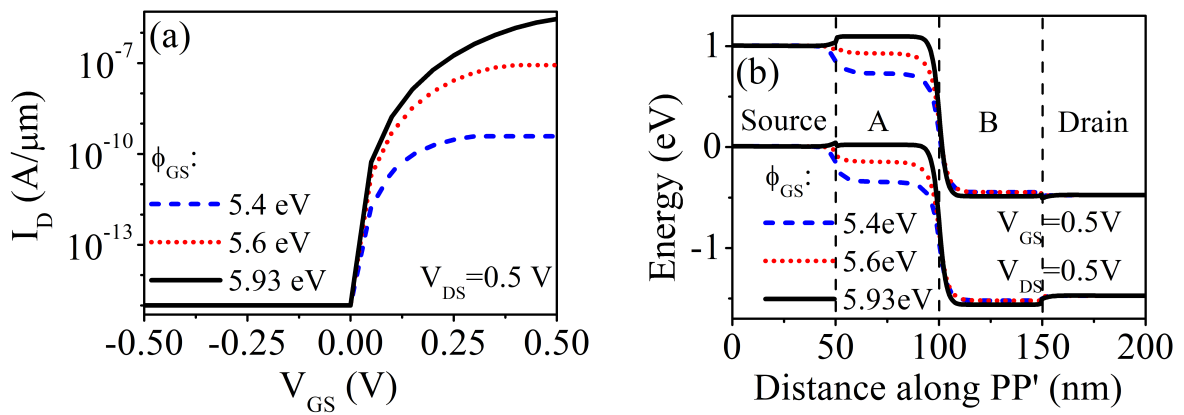 (a)
10⁻⁷
10⁻¹⁰
10⁻¹³
I_D (A/μm)
ϕ_GS:
5.4 eV
5.6 eV
5.93 eV
V_DS=0.5 V
-0.50 -0.25 0.00 0.25 0.50
V_GS (V)
(b)
1
0
-1
Energy (eV)
Source A B Drain
ϕ_GS:
5.4eV
5.6eV
5.93eV
V_GS=0.5V
V_DS=0.5V
0 50 100 150 200
Distance along PP' (nm)